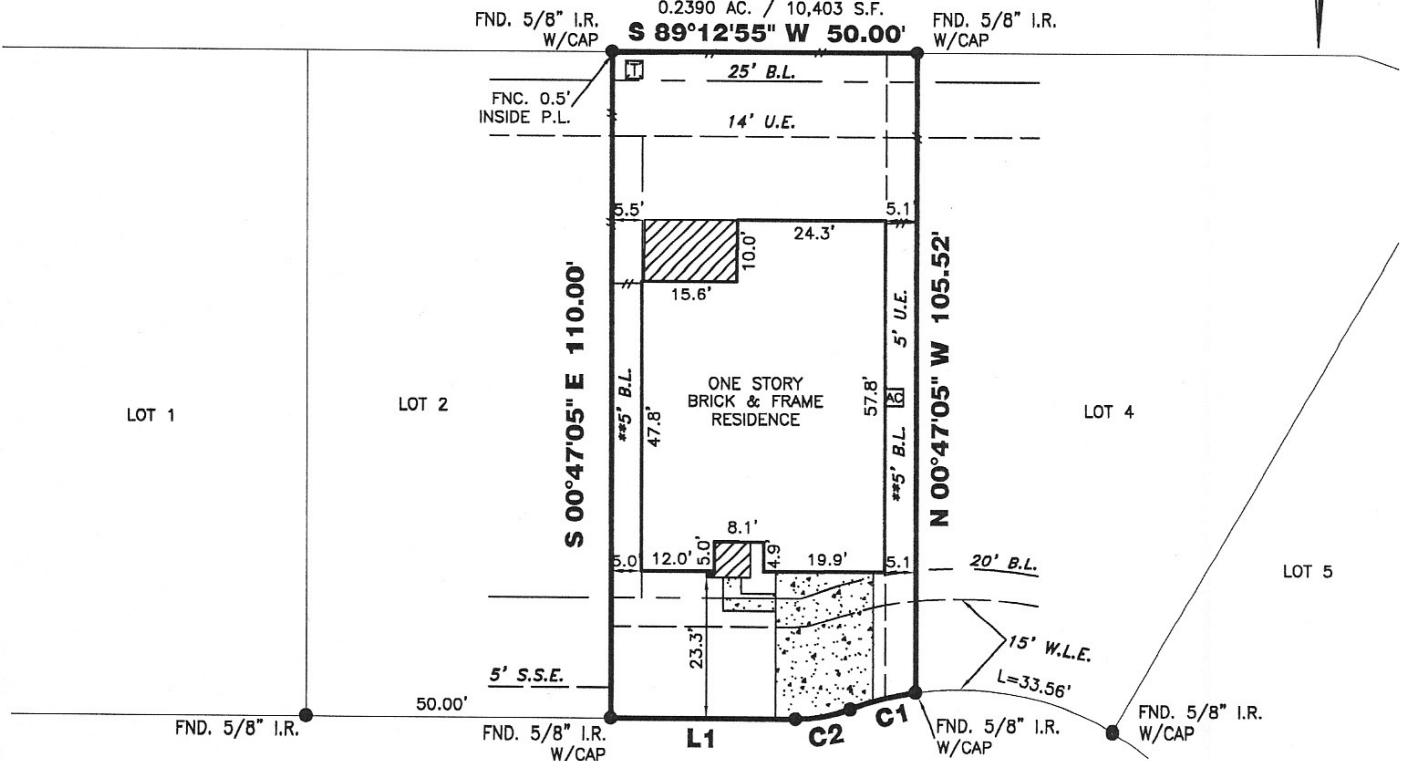 0.2390 AC. / 10,403 S.F.
FND. 5/8" I.R.
W/CAP
S 89°12'55" W 50.00'
FND. 5/8" I.R.
W/CAP
T
25' B.L.
FNC. 0.5'
INSIDE P.L.
14' U.E.
5.5'
5.1'
24.3'
10.0'
15.6'
S 00°47'05" E 110.00'
N 00°47'05" W 105.52'
5' U.E.
**5' B.L.
47.8'
ONE STORY
BRICK & FRAME
RESIDENCE
57.8'
AC
**5' B.L.
LOT 1
LOT 2
LOT 4
LOT 5
8.1'
5.0'
12.0'
5.0'
4.9'
19.9'
5.1
20' B.L.
23.3'
15' W.L.E.
5' S.S.E.
L=33.56'
50.00'
FND. 5/8" I.R.
FND. 5/8" I.R.
W/CAP
L1
C2
C1
FND. 5/8" I.R.
W/CAP
FND. 5/8" I.R.
W/CAP